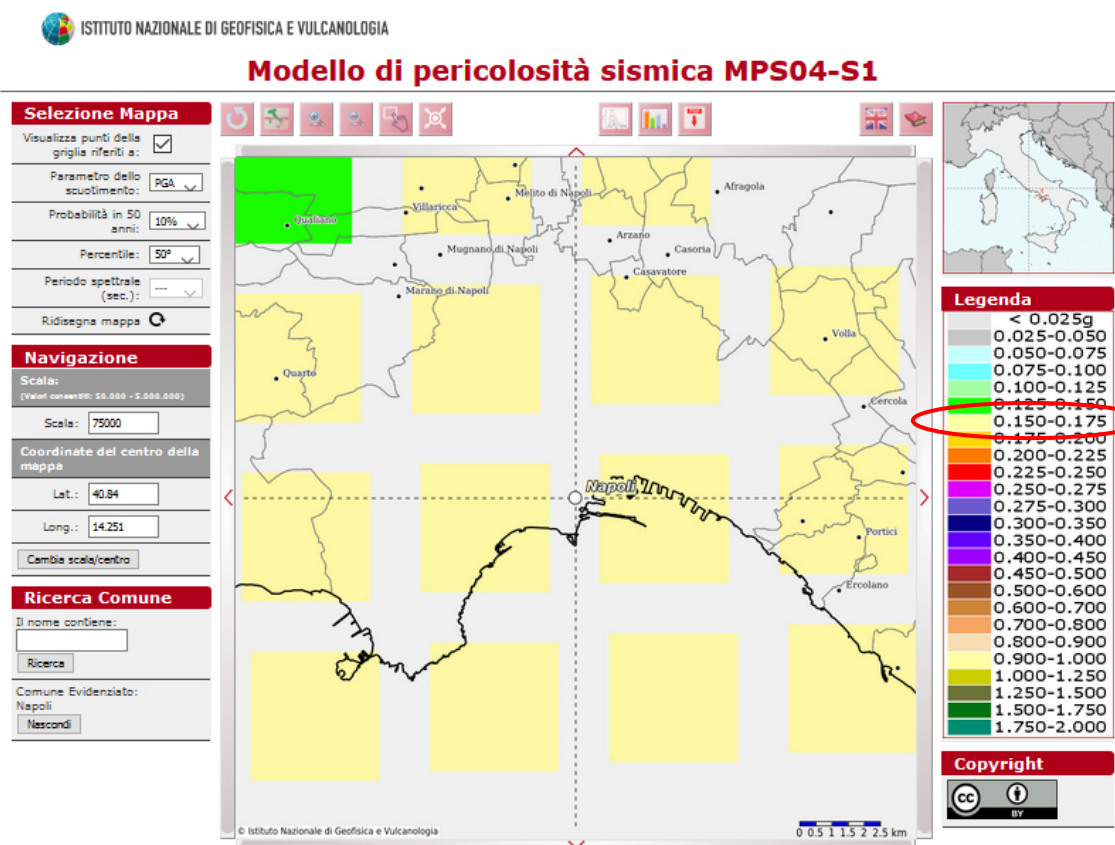 ISTITUTO NAZIONALE DI GEOFISICA E VULCANOLOGIA
Modello di pericolosità sismica MPS04-S1
Selezione Mappa
Visualizza punti della
griglia riferiti a:
Parametro dello
scuotimento: PGA
Probabilità in 50
anni: 10%
Percentile: 50°
Periodo spettrale
(sec.): ---
Ridisegna mappa
Navigazione
Scala:
(Valori consentiti: 50.000 - 5.000.000)
Scala: 75000
Coordinate del centro della
mappa
Lat.: 40.84
Long.: 14.251
Cambia scala/centro
Ricerca Comune
Il nome contiene:
Ricerca
Comune Evidenziato:
Napoli
Nascondi
Qualiano
Villaricca
Melito di Napoli
Afragola
Mugnano di Napoli
Arzano
Casoria
Casavatore
Marano di Napoli
Volla
Quarto
Cercola
Napoli
Portici
Ercolano
© Istituto Nazionale di Geofisica e Vulcanologia
0 0.5 1 1.5 2 2.5 km
Legenda
< 0.025g
0.025-0.050
0.050-0.075
0.075-0.100
0.100-0.125
0.125-0.150
0.150-0.175
0.175-0.200
0.200-0.225
0.225-0.250
0.250-0.275
0.275-0.300
0.300-0.350
0.350-0.400
0.400-0.450
0.450-0.500
0.500-0.600
0.600-0.700
0.700-0.800
0.800-0.900
0.900-1.000
1.000-1.250
1.250-1.500
1.500-1.750
1.750-2.000
Copyright
cc
BY